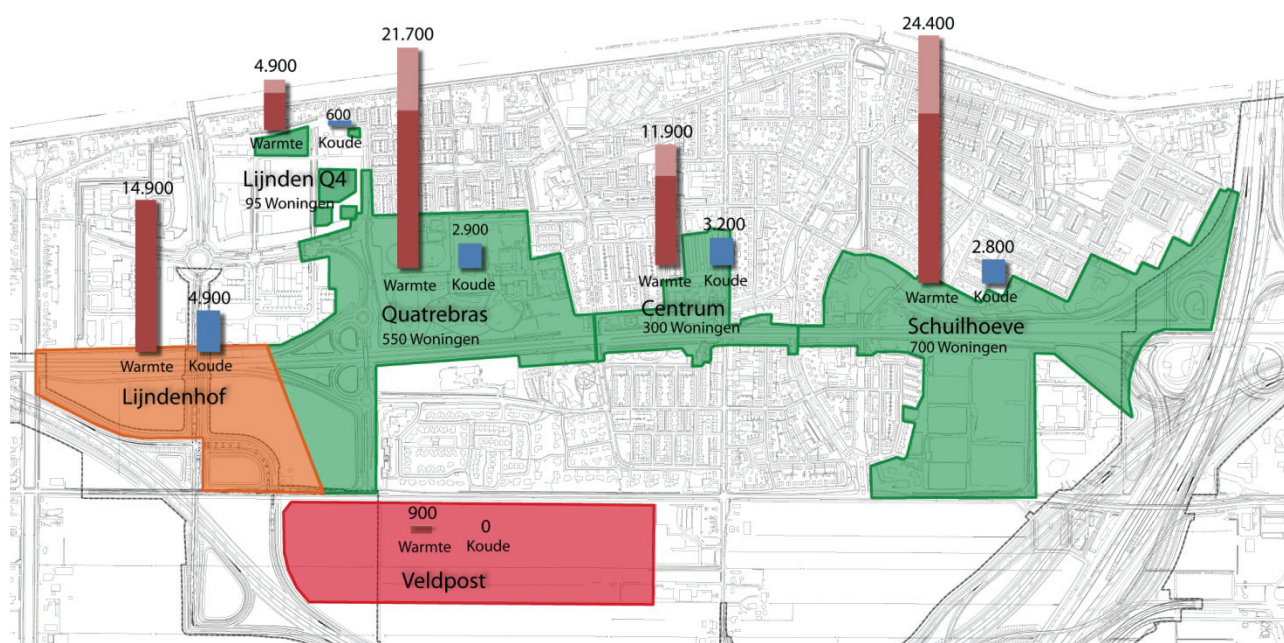 4.900
Warmte
600
Koude
Lijnden Q4
95 Woningen
14.900
Warmte
4.900
Koude
Lijndenhof
21.700
Warmte
2.900
Koude
Quatrebras
550 Woningen
11.900
Warmte
3.200
Koude
Centrum
300 Woningen
24.400
Warmte
2.800
Koude
Schuilhoeve
700 Woningen
900
Warmte
0
Koude
Veldpost